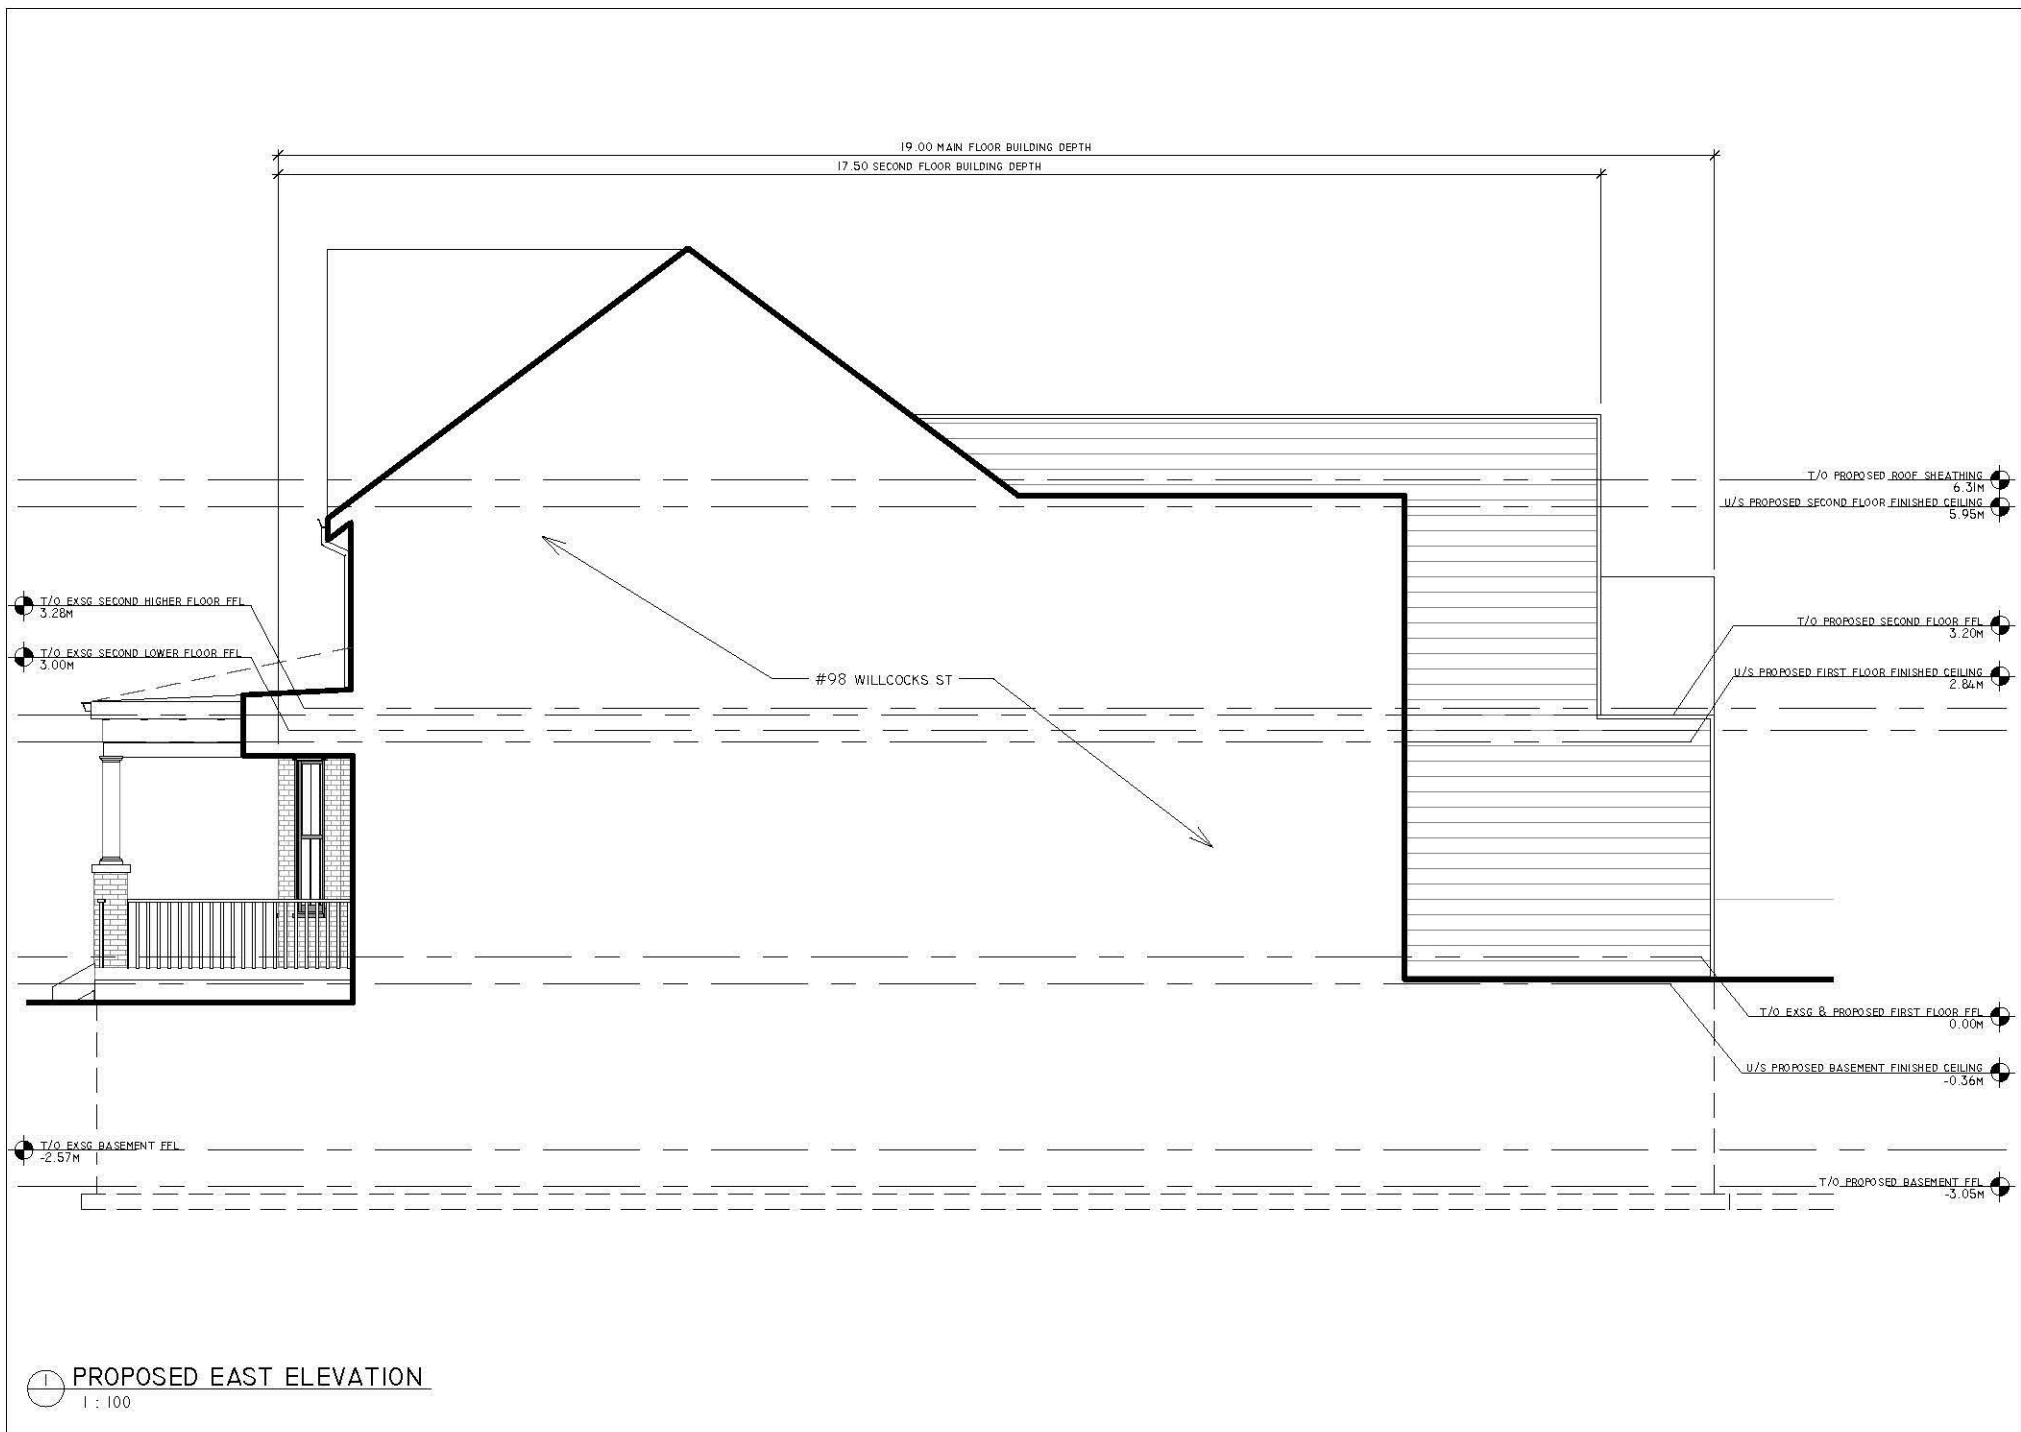 19.00 MAIN FLOOR BUILDING DEPTH
17.50 SECOND FLOOR BUILDING DEPTH
T/O PROPOSED ROOF SHEATHING
6.31M
U/S PROPOSED SECOND FLOOR FINISHED CEILING
5.95M
T/O EXSG SECOND HIGHER FLOOR FFL
3.28M
T/O PROPOSED SECOND FLOOR FFL
3.20M
T/O EXSG SECOND LOWER FLOOR FFL
3.00M
U/S PROPOSED FIRST FLOOR FINISHED CEILING
2.84M
#98 WILLCOCKS ST
T/O EXSG & PROPOSED FIRST FLOOR FFL
0.00M
U/S PROPOSED BASEMENT FINISHED CEILING
-0.36M
T/O EXSG BASEMENT FFL
-2.57M
T/O PROPOSED BASEMENT FFL
-3.05M
1 PROPOSED EAST ELEVATION
1 : 100